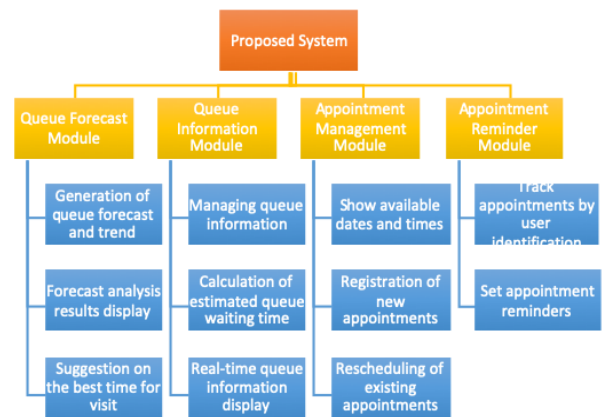 Proposed System
Queue Forecast
Module
Queue
Information
Module
Appointment
Management
Module
Appointment
Reminder
Module
Generation of
queue forecast
and trend
Forecast analysis
results display
Suggestion on
the best time for
visit
Managing queue
information
Calculation of
estimated queue
waiting time
Real-time queue
information
display
Show available
dates and times
Registration of
new
appointments
Rescheduling of
existing
appointments
Track
appointments by
user
identification
Set appointment
reminders